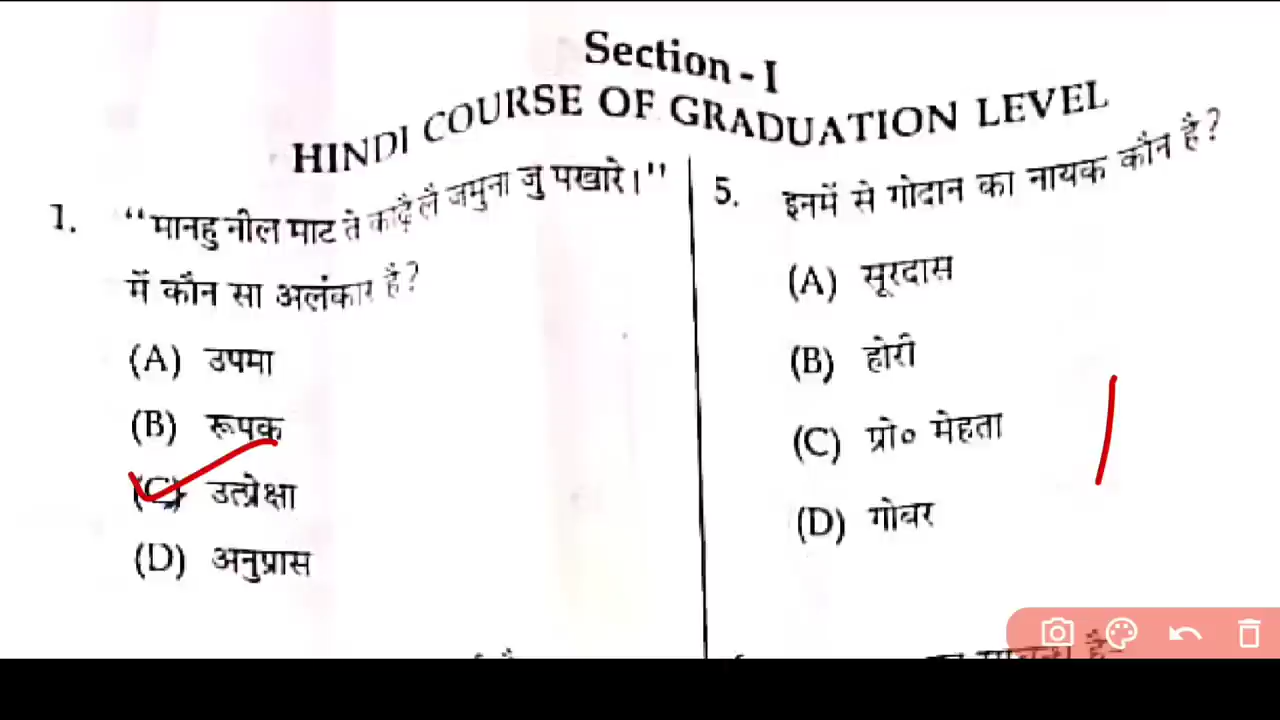 Section - I
HINDI COURSE OF GRADUATION LEVEL
1. “मानहु नील माट ते काढ़ै लै जमुना जु पखारे।”
में कौन सा अलंकार है?
(A) उपमा
(B) रूपक
(C) उत्प्रेक्षा
(D) अनुप्रास
5. इनमें से गोदान का नायक कौन है?
(A) सूरदास
(B) होरी
(C) प्रो० मेहता
(D) गोबर